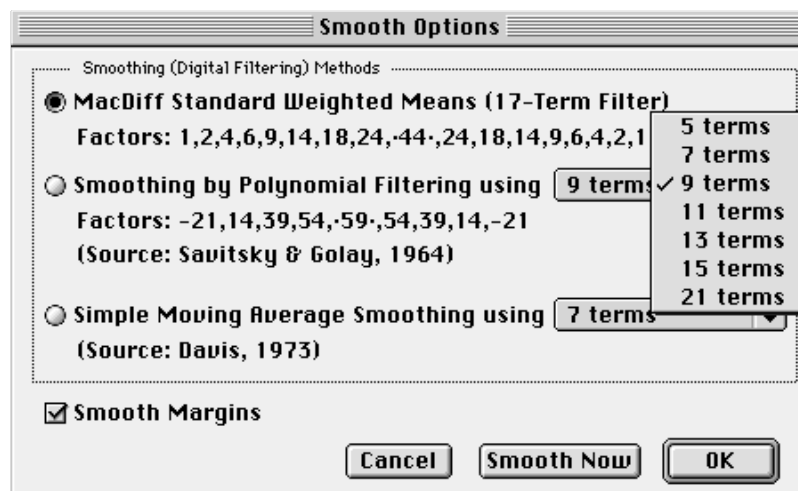 Smooth Options
Smoothing (Digital Filtering) Methods
MacDiff Standard Weighted Means (17-Term Filter)
Factors: 1,2,4,6,9,14,18,24,·44·,24,18,14,9,6,4,2,1
Smoothing by Polynomial Filtering using 9 terms
Factors: -21,14,39,54,·59·,54,39,14,-21
(Source: Savitsky & Golay, 1964)
Simple Moving Average Smoothing using 7 terms
(Source: Davis, 1973)
5 terms
7 terms
✓ 9 terms
11 terms
13 terms
15 terms
21 terms
Smooth Margins
Cancel
Smooth Now
OK